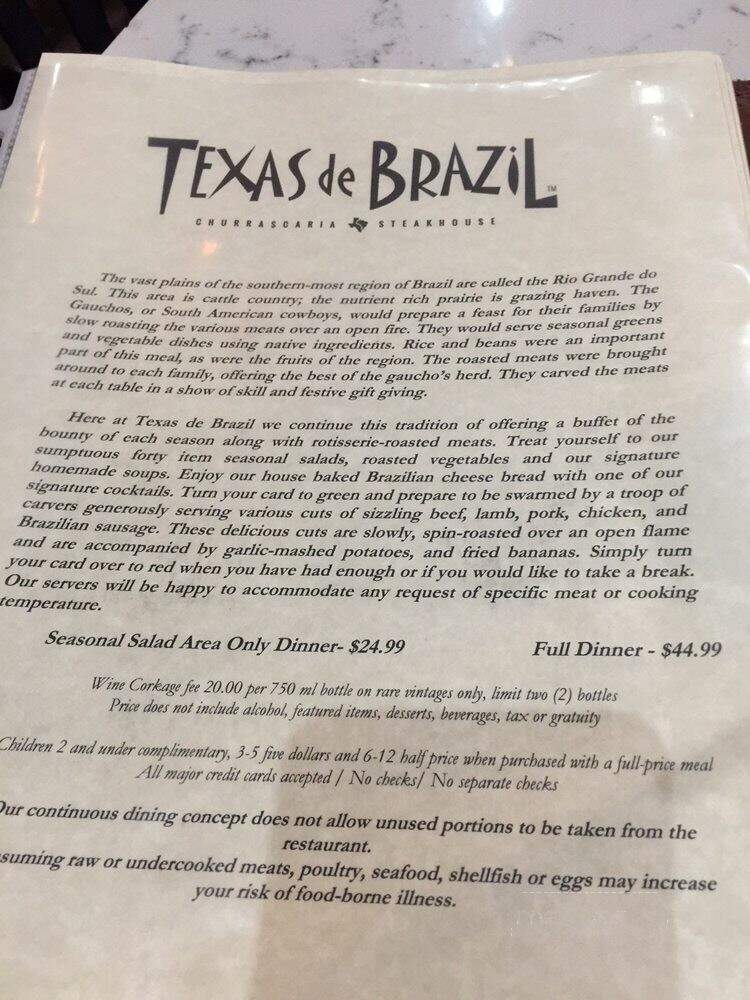 TEXAS de BRAZIL TM
CHURRASCARIA STEAKHOUSE
The vast plains of the southern-most region of Brazil are called the Rio Grande do
Sul. This area is cattle country; the nutrient rich prairie is grazing haven. The
Gauchos, or South American cowboys, would prepare a feast for their families by
slow roasting the various meats over an open fire. They would serve seasonal greens
and vegetable dishes using native ingredients. Rice and beans were an important
part of this meal, as were the fruits of the region. The roasted meats were brought
around to each family, offering the best of the gaucho's herd. They carved the meats
at each table in a show of skill and festive gift giving.
Here at Texas de Brazil we continue this tradition of offering a buffet of the
bounty of each season along with rotisserie-roasted meats. Treat yourself to our
sumptuous forty item seasonal salads, roasted vegetables and our signature
homemade soups. Enjoy our house baked Brazilian cheese bread with one of our
signature cocktails. Turn your card to green and prepare to be swarmed by a troop of
carvers generously serving various cuts of sizzling beef, lamb, pork, chicken, and
Brazilian sausage. These delicious cuts are slowly, spin-roasted over an open flame
and are accompanied by garlic-mashed potatoes, and fried bananas. Simply turn
your card over to red when you have had enough or if you would like to take a break.
Our servers will be happy to accommodate any request of specific meat or cooking
temperature.
Seasonal Salad Area Only Dinner- $24.99 Full Dinner - $44.99
Wine Corkage fee 20.00 per 750 ml bottle on rare vintages only, limit two (2) bottles
Price does not include alcohol, featured items, desserts, beverages, tax or gratuity
Children 2 and under complimentary, 3-5 five dollars and 6-12 half price when purchased with a full-price meal
All major credit cards accepted / No checks/ No separate checks
Our continuous dining concept does not allow unused portions to be taken from the
restaurant.
suming raw or undercooked meats, poultry, seafood, shellfish or eggs may increase
your risk of food-borne illness.